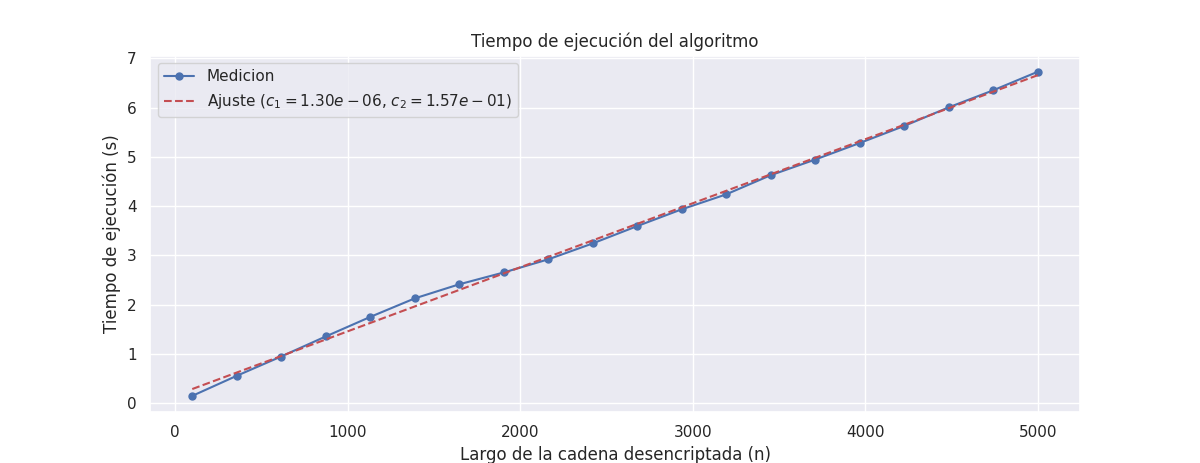 Tiempo de ejecución del algoritmo
Medicion
Ajuste (c₁ = 1.30e − 06, c₂ = 1.57e − 01)
Tiempo de ejecución (s)
7
6
5
4
3
2
1
0
0 1000 2000 3000 4000 5000
Largo de la cadena desencriptada (n)